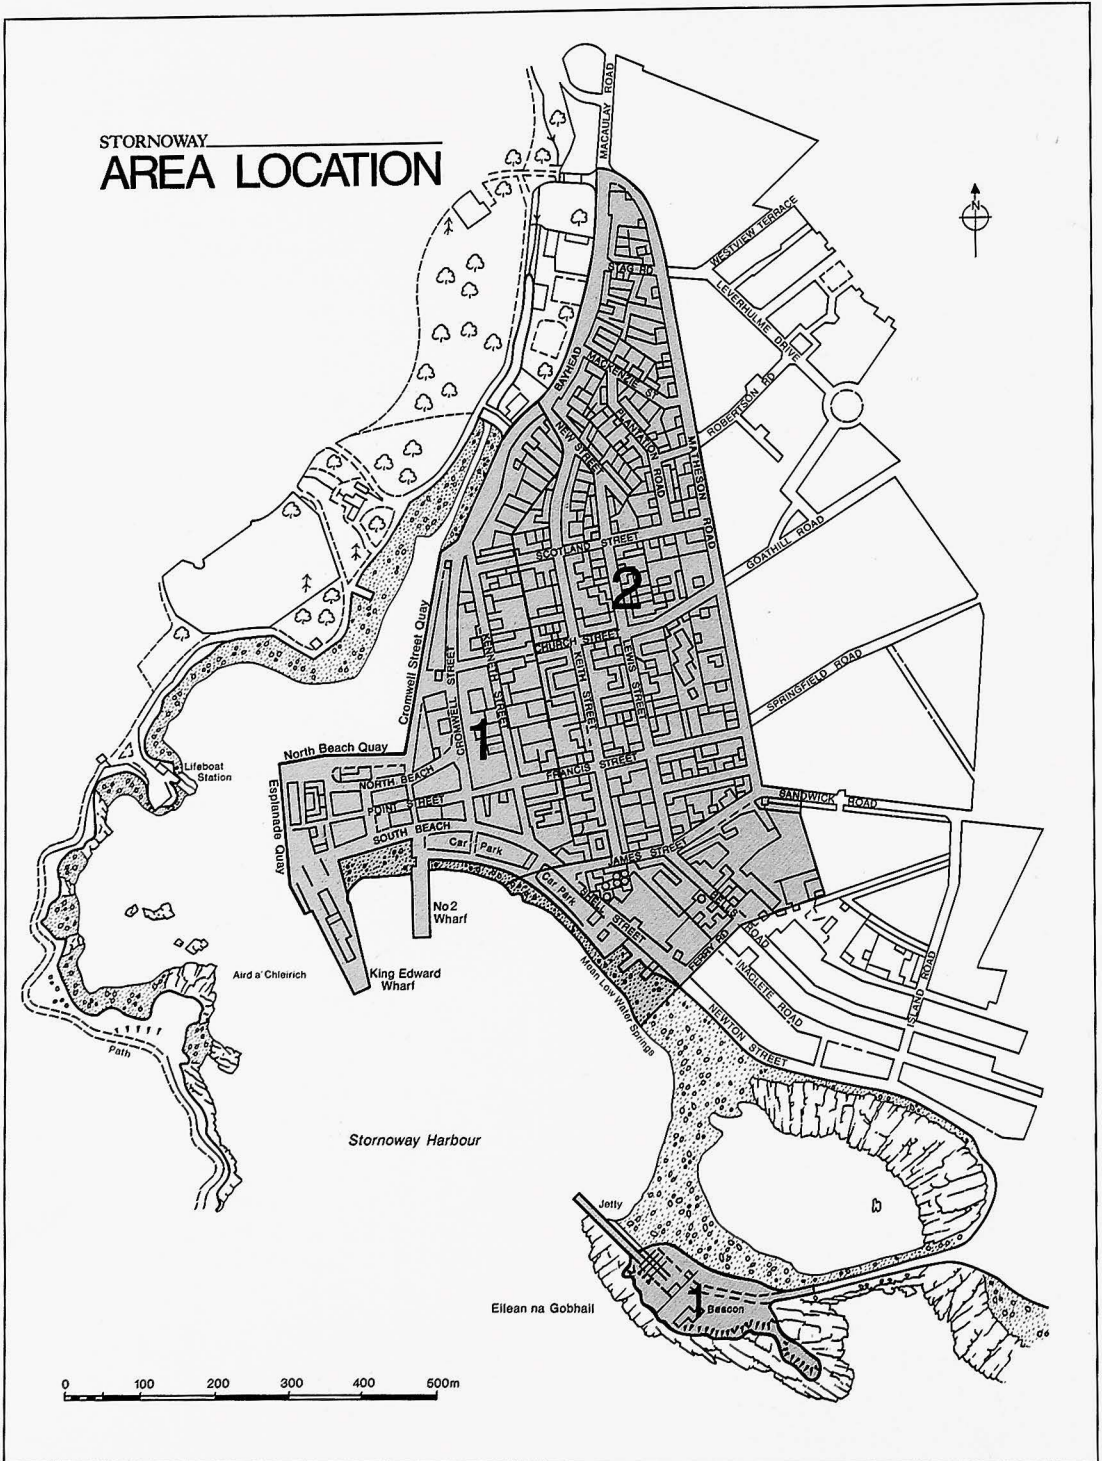 STORNOWAY
AREA LOCATION
N
MACAULAY ROAD
WESTVIEW TERRACE
STAG RD
LEVERHULME DRIVE
BAYHEAD
MACKENZIE ST
ROBERTSON RD
PLANTATION ROAD
NEW STREET
MATHESON ROAD
GOATHILL ROAD
SCOTLAND STREET
2
Cromwell Street Quay
KENNETH STREET
CHURCH STREET
KEITH STREET
LEWIS STREET
SPRINGFIELD ROAD
CROMWELL STREET
1
North Beach Quay
FRANCIS STREET
Lifeboat
Station
NORTH BEACH
Esplanade Quay
POINT STREET
SANDWICK ROAD
SOUTH BEACH
Car Park
JAMES STREET
Car Park
No2
Wharf
SHELL STREET
BELLS ROAD
FERRY RD
Aird a' Chleirich
King Edward
Wharf
Mean Low Water Springs
INACLETE ROAD
ISLAND ROAD
NEWTON STREET
Path
Stornoway Harbour
Jetty
1
Beacon
Eilean na Gobhail
0 100 200 300 400 500m